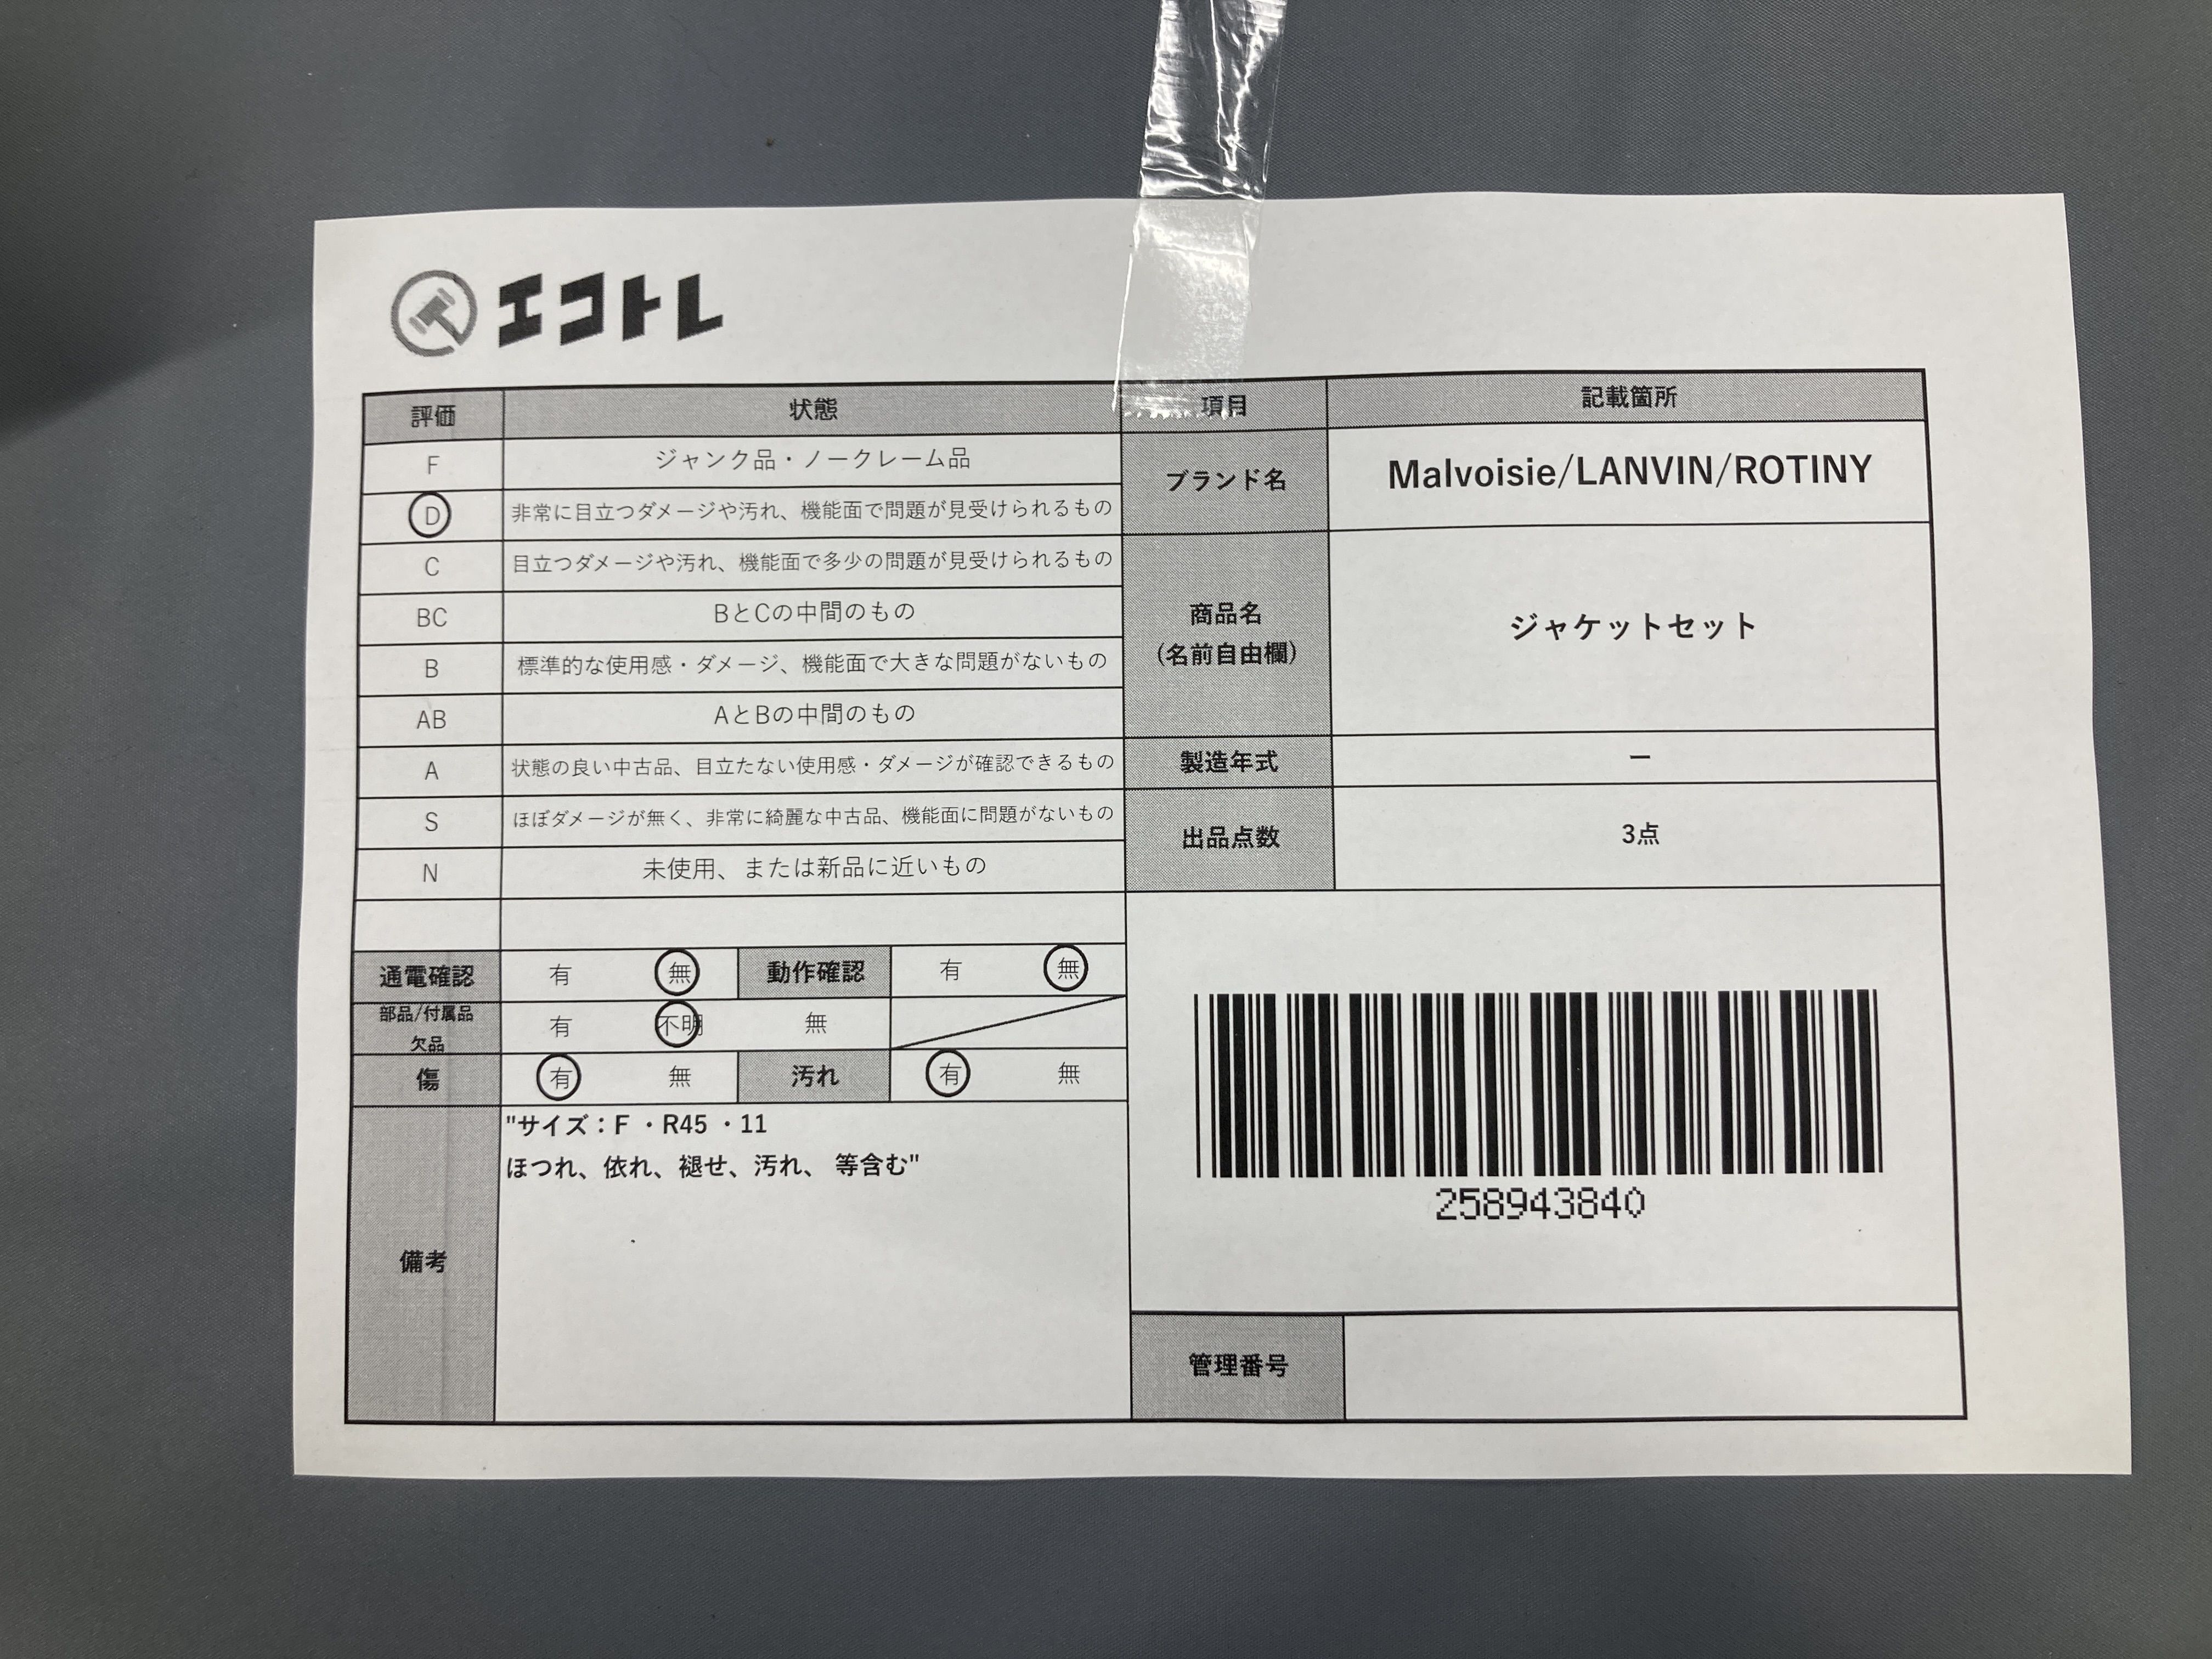 エコトレ
評価 状態 項目 記載箇所
F ジャンク品・ノークレーム品
D 非常に目立つダメージや汚れ、機能面で問題が見受けられるもの
C 目立つダメージや汚れ、機能面で多少の問題が見受けられるもの
BC BとCの中間のもの
B 標準的な使用感・ダメージ、機能面で大きな問題がないもの
AB AとBの中間のもの
A 状態の良い中古品、目立たない使用感・ダメージが確認できるもの
S ほぼダメージが無く、非常に綺麗な中古品、機能面に問題がないもの
N 未使用、または新品に近いもの
ブランド名 Malvoisie/LANVIN/ROTINY
商品名
(名前自由欄)
ジャケットセット
製造年式 ー
出品点数 3点
通電確認 有 無 動作確認 有 無
部品/付属品
欠品
有 不明 無
傷 有 無 汚れ 有 無
備考
"サイズ：F ・R45 ・11
ほつれ、依れ、褪せ、汚れ、 等含む"
258943840
管理番号